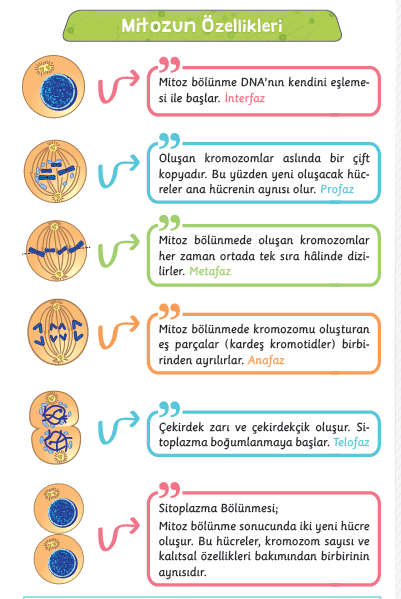 Mitozun Özellikleri
Mitoz bölünme DNA'nın kendini eşleme-
si ile başlar. İnterfaz
Oluşan kromozomlar aslında bir çift
kopyadır. Bu yüzden yeni oluşacak hüc-
reler ana hücrenin aynısı olur. Profaz
Mitoz bölünmede oluşan kromozomlar
her zaman ortada tek sıra hâlinde dizi-
lirler. Metafaz
Mitoz bölünmede kromozomu oluşturan
eş parçalar (kardeş kromotidler) birbi-
rinden ayrılırlar. Anafaz
Çekirdek zarı ve çekirdekçik oluşur. Si-
toplazma boğumlanmaya başlar. Telofaz
Sitoplazma Bölünmesi;
Mitoz bölünme sonucunda iki yeni hücre
oluşur. Bu hücreler, kromozom sayısı ve
kalıtsal özellikleri bakımından birbirinin
aynısıdır.